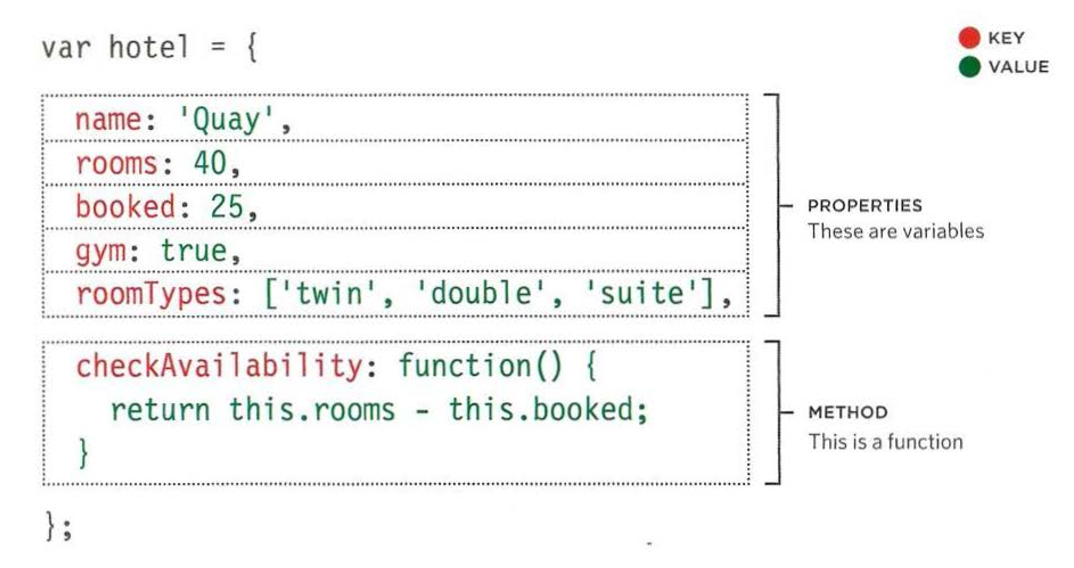 var hotel = {
KEY
VALUE
name: 'Quay',
rooms: 40,
booked: 25,
gym: true,
roomTypes: ['twin', 'double', 'suite'],
PROPERTIES
These are variables
checkAvailability: function() {
return this.rooms - this.booked;
}
METHOD
This is a function
};